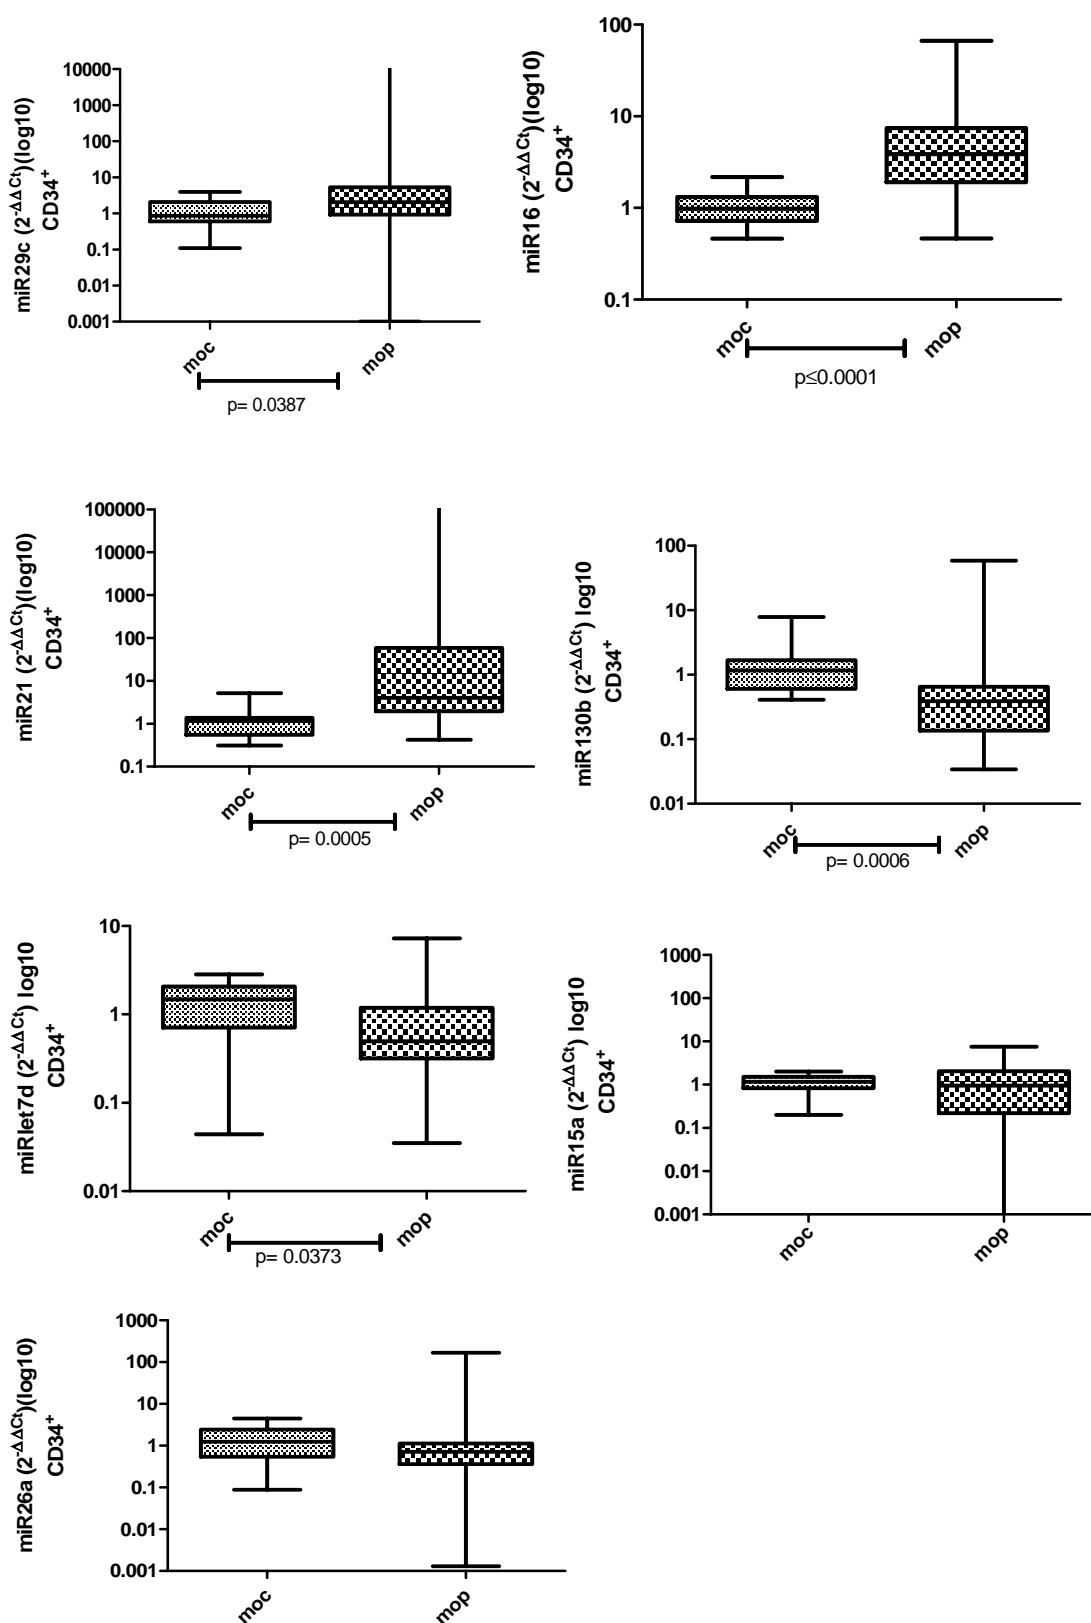 miR29c (2-ΔΔCt)(log10)
CD34+
10000
1000
100
10
1
0.1
0.01
0.001
moc
mop
p= 0.0387
miR16 (2-ΔΔCt)(log10)
CD34+
100
10
1
0.1
moc
mop
p≤0.0001
miR21 (2-ΔΔCt)(log10)
CD34+
100000
10000
1000
100
10
1
0.1
moc
mop
p= 0.0005
miR130b (2-ΔΔCt) log10
CD34+
100
10
1
0.1
0.01
moc
mop
p= 0.0006
miRlet7d (2-ΔΔCt) log10
CD34+
10
1
0.1
0.01
moc
mop
p= 0.0373
miR15a (2-ΔΔCt) log10
CD34+
1000
100
10
1
0.1
0.01
0.001
moc
mop
miR26a (2-ΔΔCt)(log10)
CD34+
1000
100
10
1
0.1
0.01
0.001
moc
mop